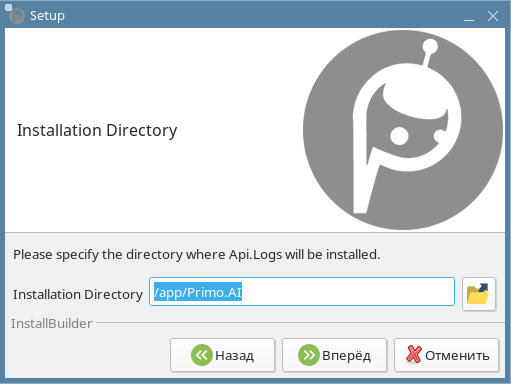 Setup
Installation Directory
Please specify the directory where Api.Logs will be installed.
Installation Directory /app/Primo.AI
InstallBuilder
Назад Вперёд Отменить